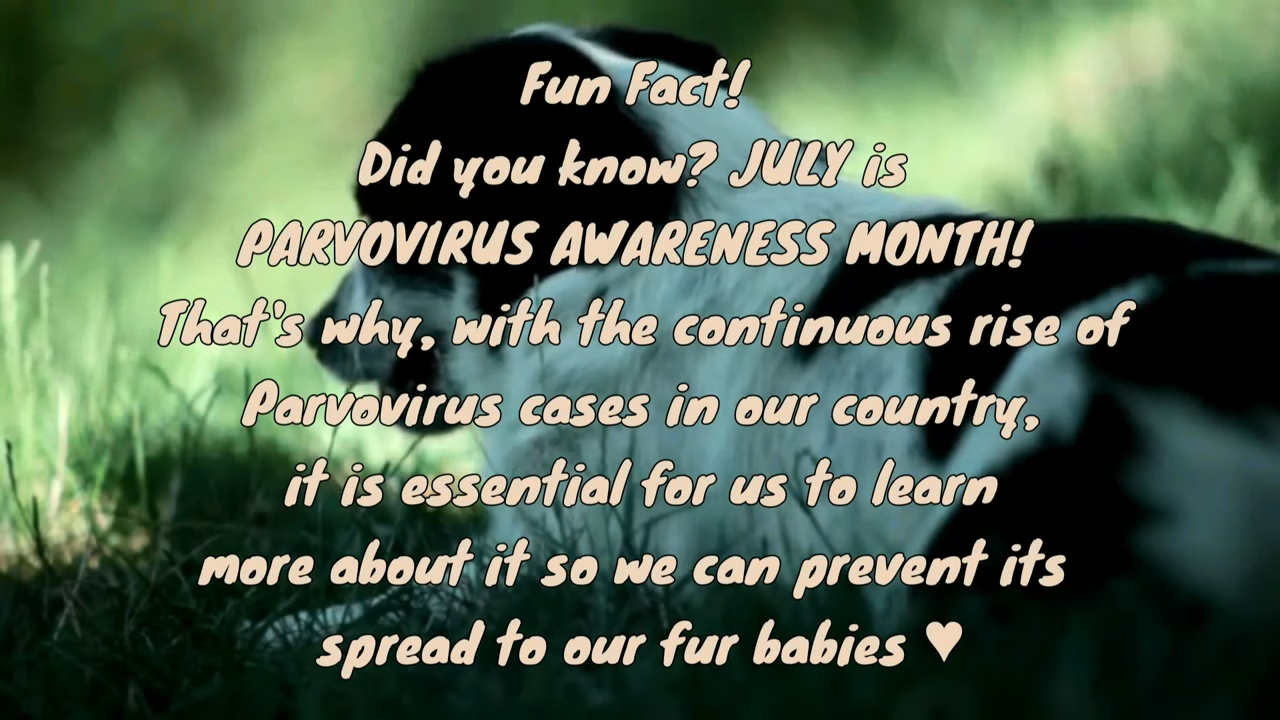 Fun Fact!
Did you know? JULY is
PARVOVIRUS AWARENESS MONTH!
That's why, with the continuous rise of
Parvovirus cases in our country,
it is essential for us to learn
more about it so we can prevent its
spread to our fur babies ♥